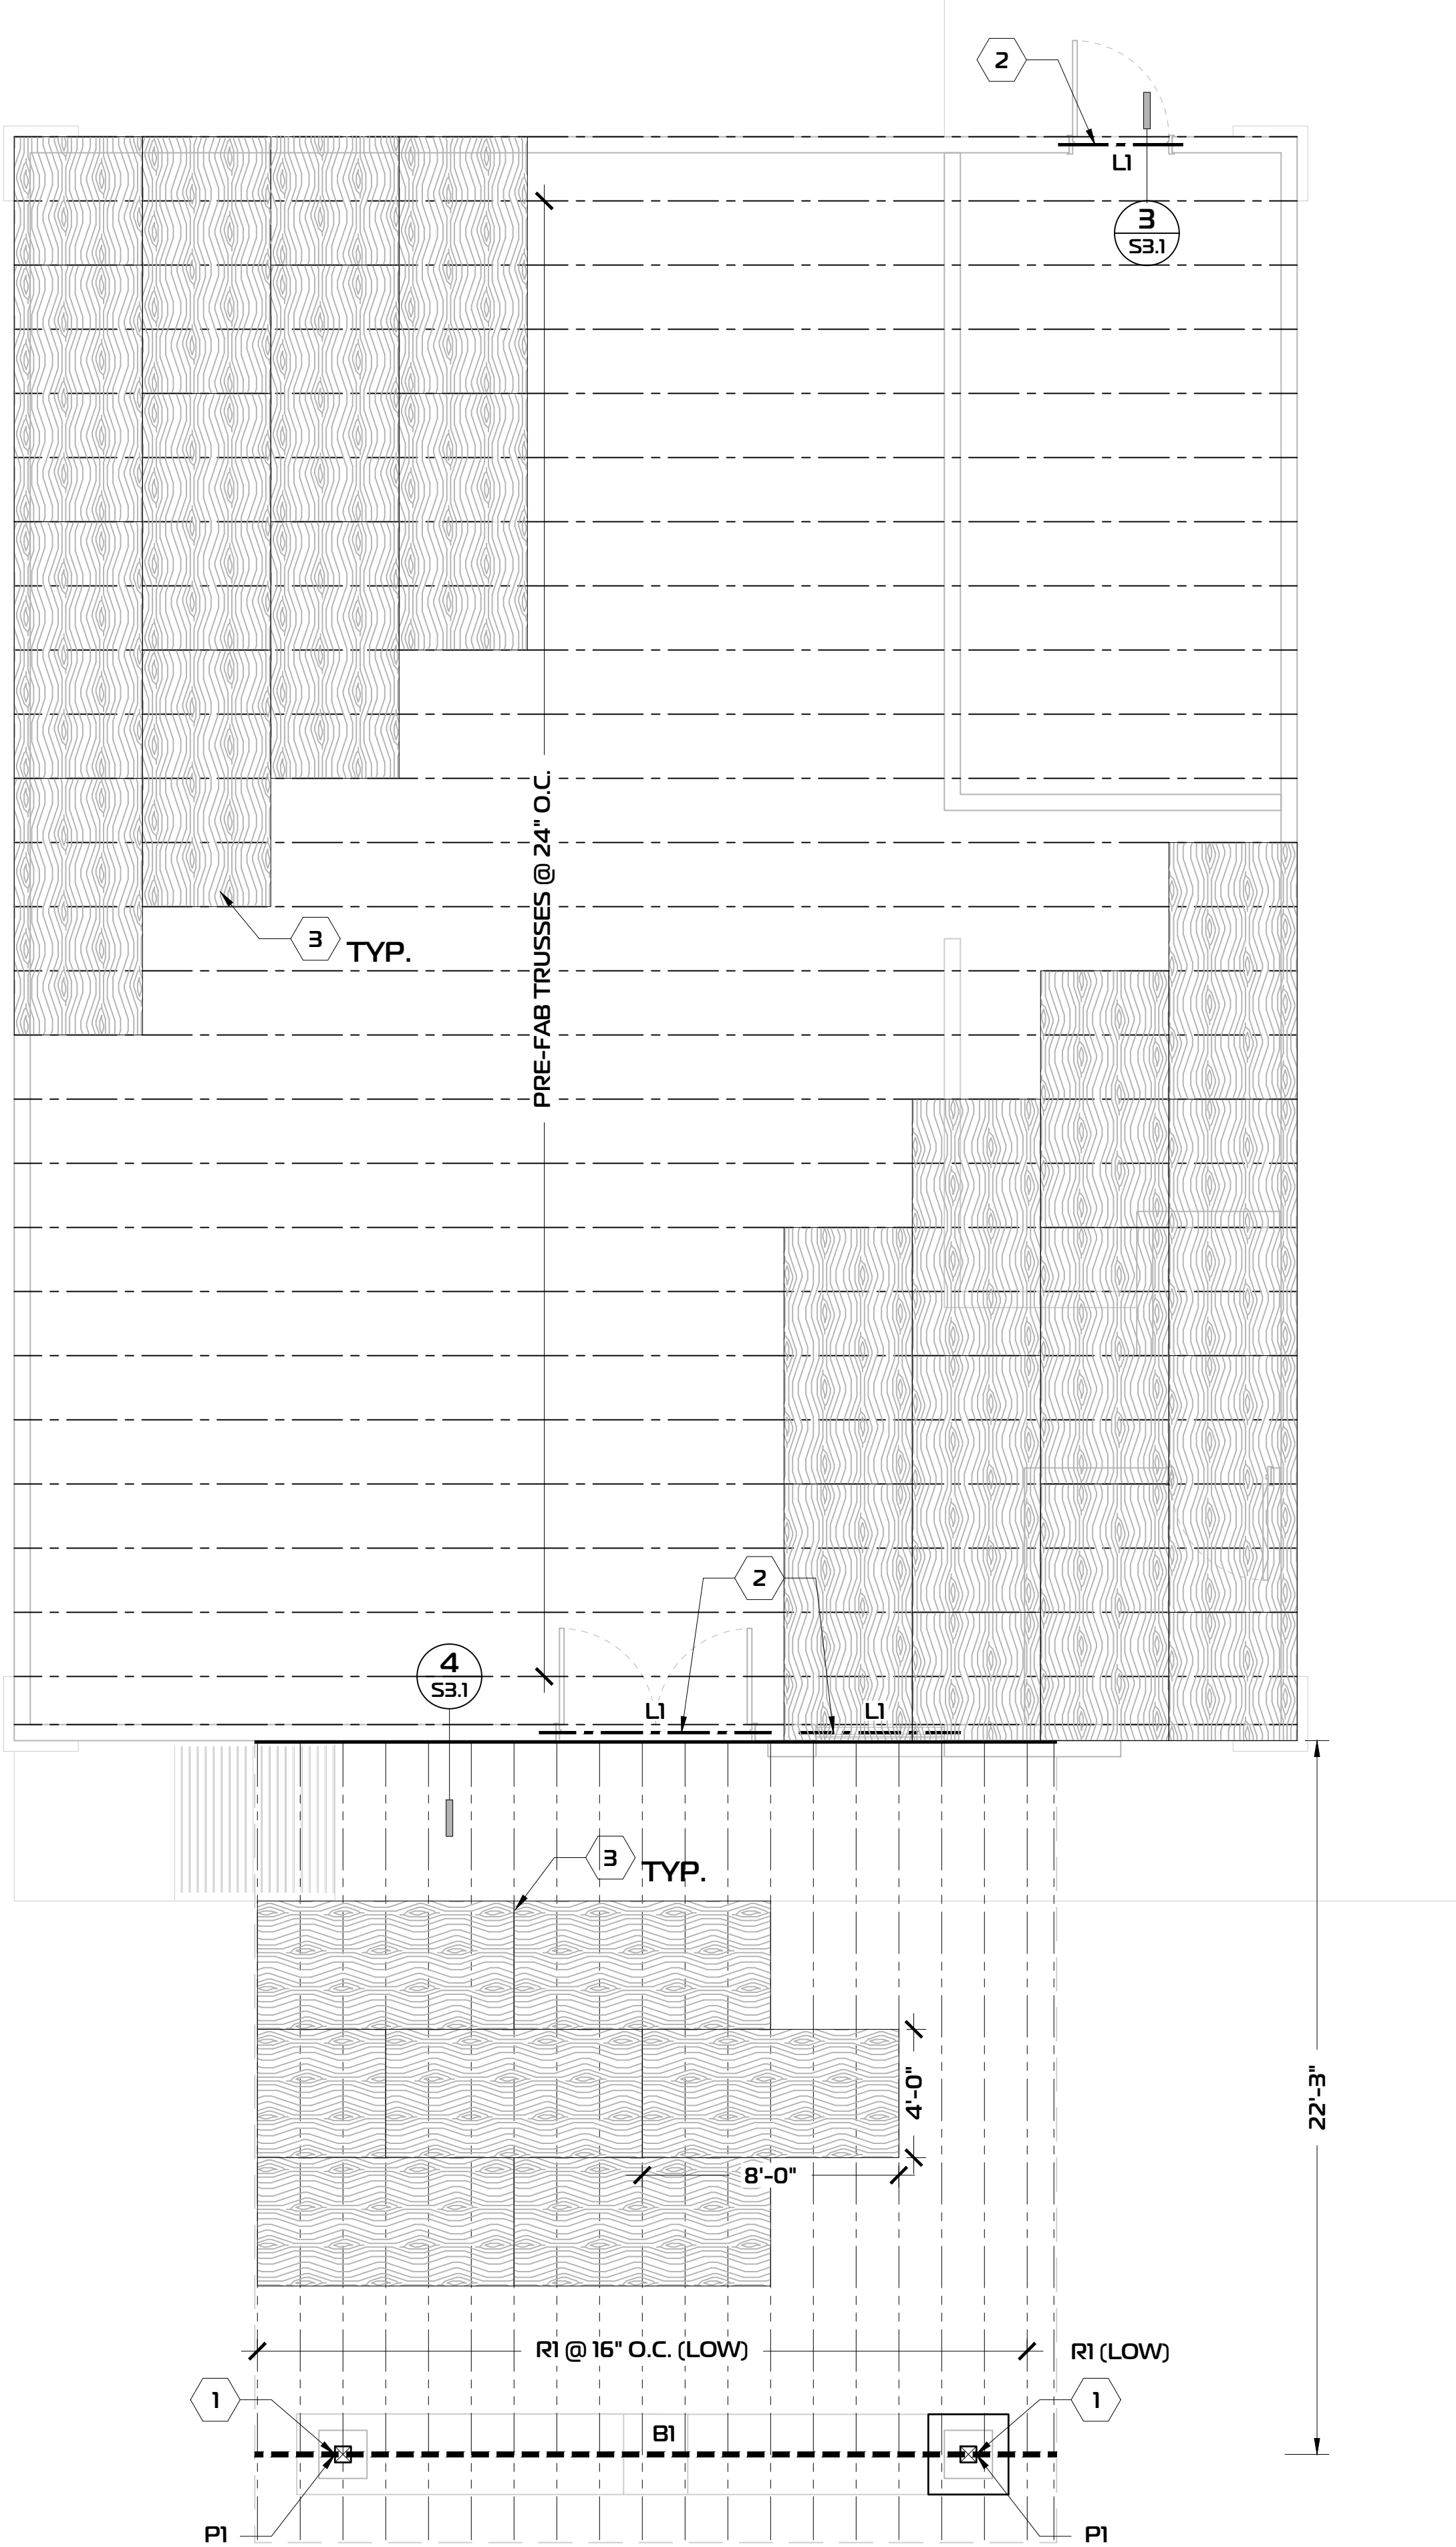 2
L1
3
S3.1
PRE-FAB TRUSSES @ 24" O.C.
3 TYP.
2
4
S3.1
L1
L1
3 TYP.
4'-0"
22'-3"
8'-0"
R1 @ 16" O.C. (LOW)
R1 (LOW)
1
1
B1
P1
P1